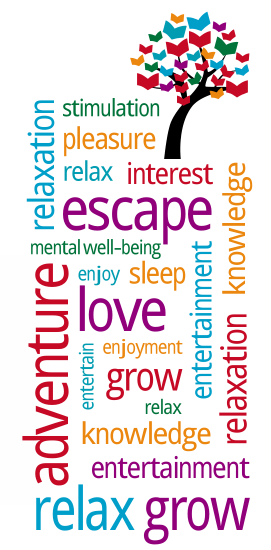 relaxation
stimulation
pleasure
relax
interest
escape
knowledge
mental well-being
enjoy
sleep
entertainment
adventure
love
entertain
enjoyment
grow
relaxation
relax
knowledge
entertainment
relax
grow